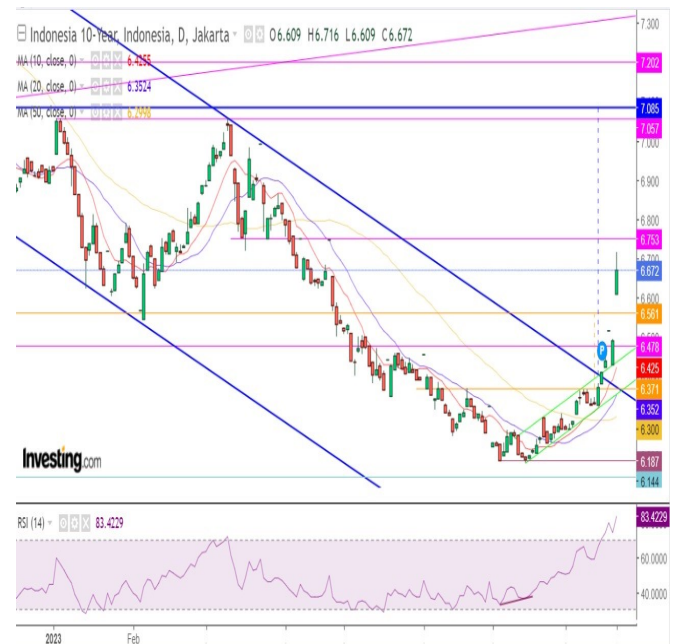 Indonesia 10-Year, Indonesia, D, Jakarta O6.609 H6.716 L6.609 C6.672
MA (10, close, 0) 6.4255
MA (20, close, 0) 6.3524
MA (50, close, 0) 6.2998
7.300
7.202
7.085
7.057
7.000
6.900
6.800
6.753
6.700
6.672
6.600
6.561
6.478
6.425
6.371
6.352
6.300
6.187
6.144
P
Investing.com
RSI (14) 83.4229
83.4229
60.0000
40.0000
2023 Feb